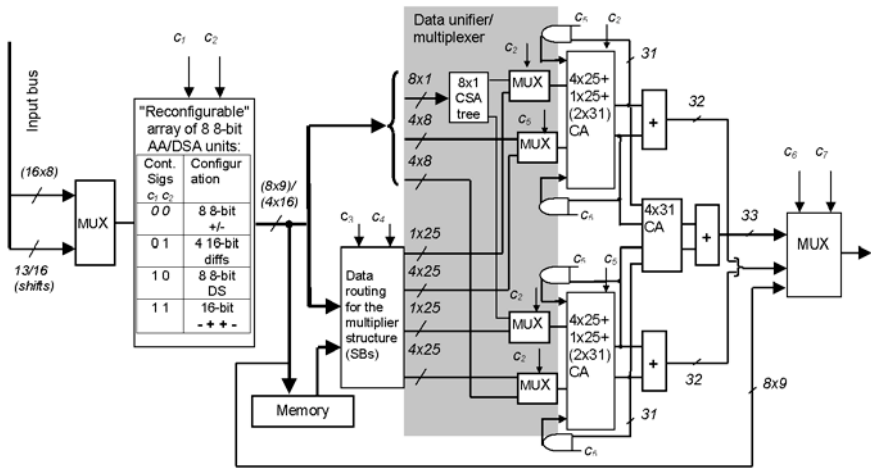 Input bus
(16x8)
13/16
(shifts)
MUX
c1 c2
"Reconfigurable"
array of 8 8-bit
AA/DSA units:
Cont. Configur
Sigs ation
c1 c2
0 0 8 8-bit
+/-
0 1 4 16-bit
diffs
1 0 8 8-bit
DS
1 1 16-bit
- + + -
(8x9)/
(4x16)
Memory
c3 c4
Data
routing
for the
multiplier
structure
(SBs)
Data unifier/
multiplexer
8x1
4x8
4x8
8x1
CSA
tree
1x25
4x25
1x25
4x25
c2
MUX
c5
MUX
c2
MUX
c2
MUX
c5 c2
4x25+
1x25+
(2x31)
CA
c5
c5 c5
4x25+
1x25+
(2x31)
CA
c5
31
+
32
4x31
CA
+
33
+
32
31
8x9
c6 c7
MUX